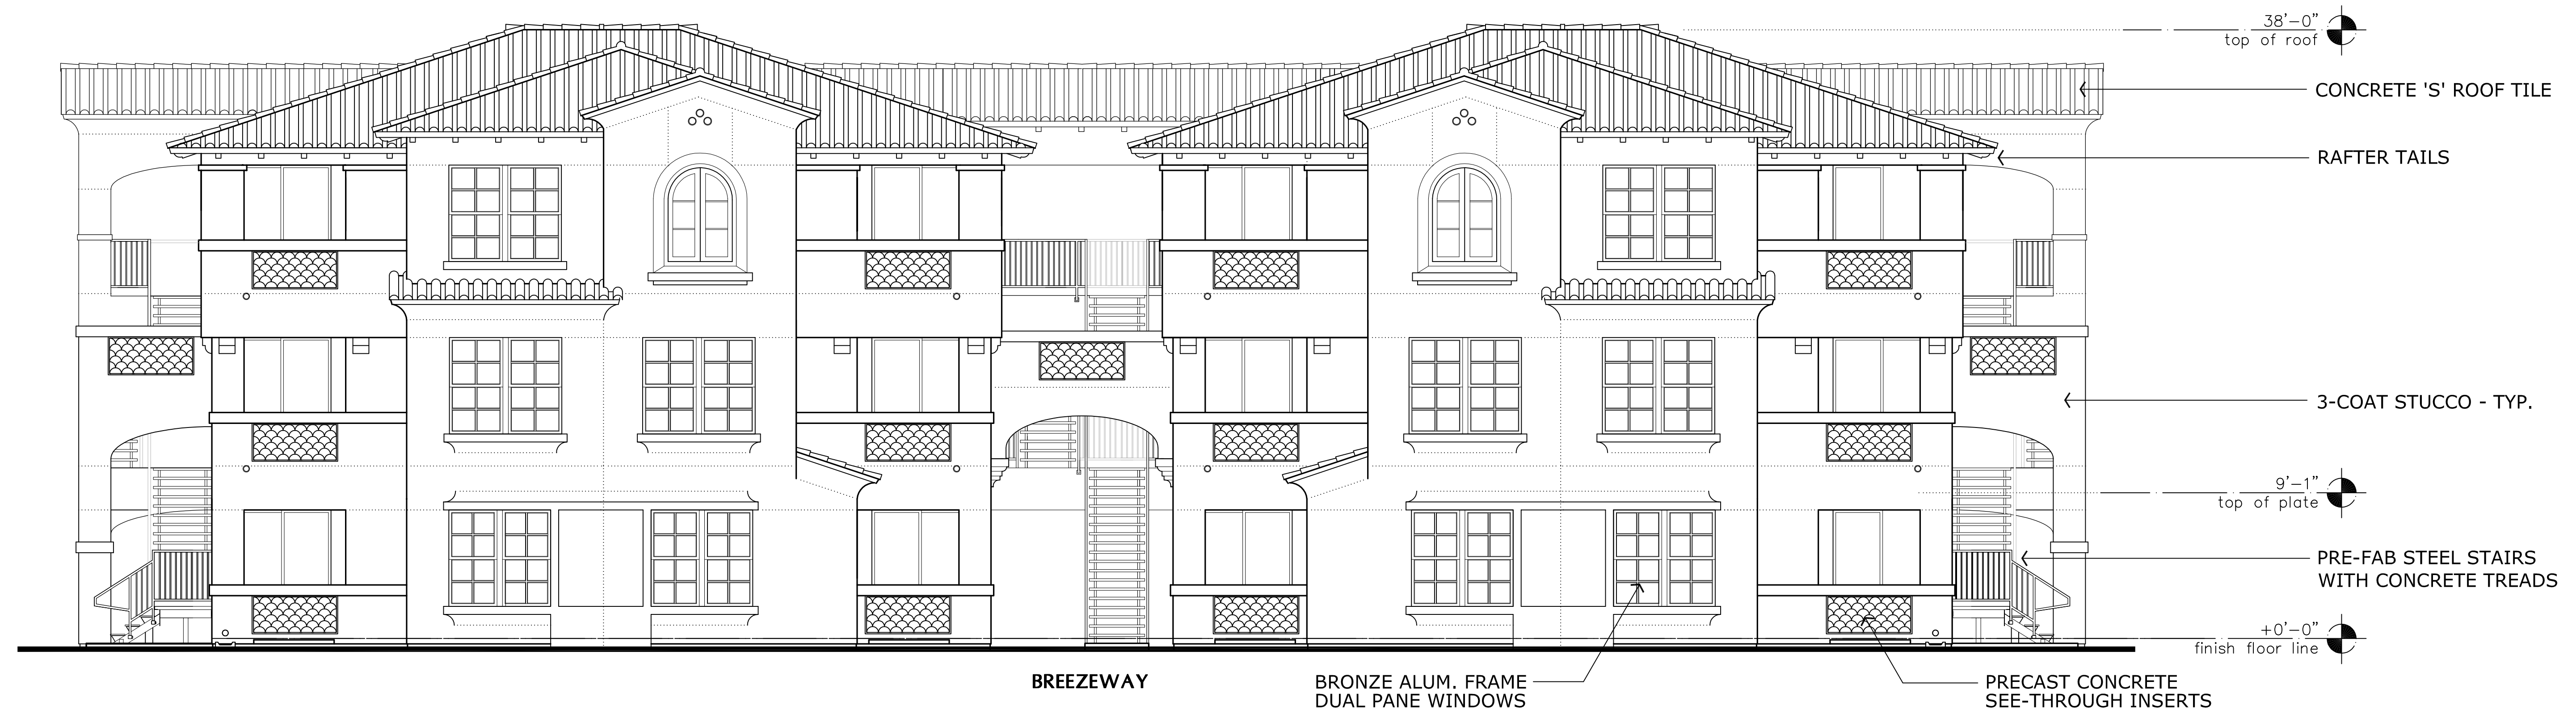 38'-0"
top of roof
CONCRETE 'S' ROOF TILE
RAFTER TAILS
3-COAT STUCCO - TYP.
9'-1"
top of plate
PRE-FAB STEEL STAIRS
WITH CONCRETE TREADS
+0'-0"
finish floor line
BREEZEWAY
BRONZE ALUM. FRAME
DUAL PANE WINDOWS
PRECAST CONCRETE
SEE-THROUGH INSERTS